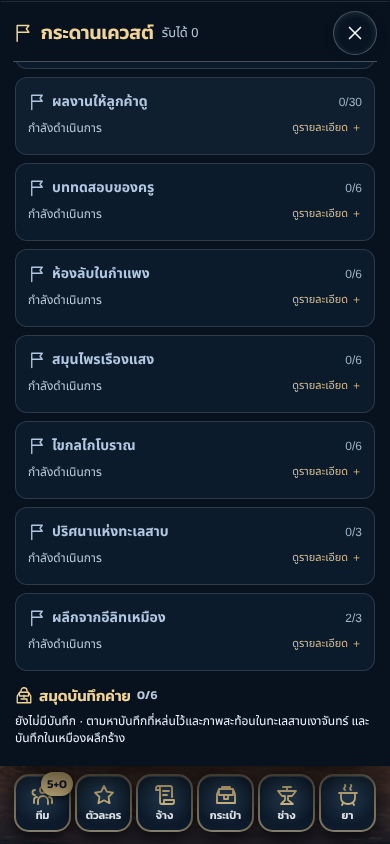 กระดานเควสต์ รับได้ 0
ผลงานให้ลูกค้าดู 0/30
กำลังดำเนินการ ดูรายละเอียด +
บททดสอบของครู 0/6
กำลังดำเนินการ ดูรายละเอียด +
ห้องลับในกำแพง 0/6
กำลังดำเนินการ ดูรายละเอียด +
สมุนไพรเรืองแสง 0/6
กำลังดำเนินการ ดูรายละเอียด +
ไขกลไกโบราณ 0/6
กำลังดำเนินการ ดูรายละเอียด +
ปริศนาแห่งทะเลสาบ 0/3
กำลังดำเนินการ ดูรายละเอียด +
ผลึกจากอีลิทเหมือง 2/3
กำลังดำเนินการ ดูรายละเอียด +
สมุดบันทึกค่าย 0/6
ยังไม่มีบันทึก · ตามหาบันทึกที่หล่นไว้และภาพสะท้อนในทะเลสาบเงาจันทร์ และ
บันทึกในเหมืองผลึกร้าง
5+0
ทีม ตัวละคร จ้าง กระเป๋า ช่าง ยา